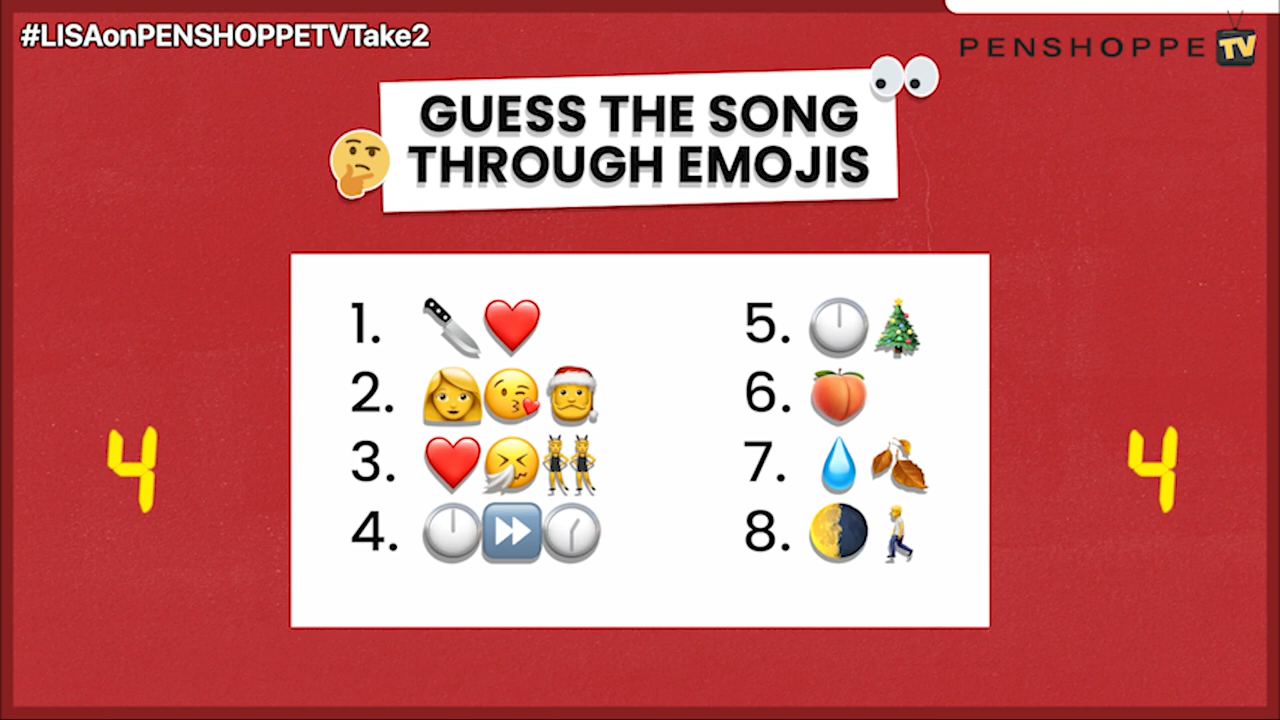 #LISAonPENSHOPPETVTake2
PENSHOPPE TV
GUESS THE SONG
THROUGH EMOJIS
1. 🔪❤️
2. 👩😘🎅
3. ❤️🤧👯
4. 🕛⏩🕜
5. 🕛🎄
6. 🍑
7. 💧🍂
8. 🌗🚶
4
4